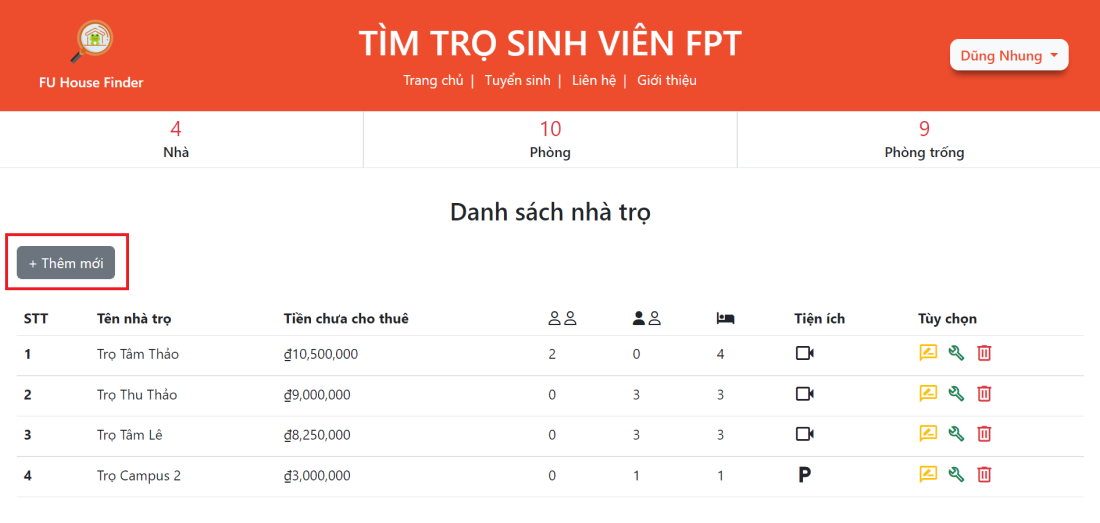 TÌM TRỌ SINH VIÊN FPT
FU House Finder
Trang chủ | Tuyển sinh | Liên hệ | Giới thiệu
Dũng Nhung
4
Nhà
10
Phòng
9
Phòng trống
Danh sách nhà trọ
+ Thêm mới
STT Tên nhà trọ Tiền chưa cho thuê Tiện ích Tùy chọn
1 Trọ Tâm Thảo ₫10,500,000 2 0 4
2 Trọ Thu Thảo ₫9,000,000 0 3 3
3 Trọ Tâm Lê ₫8,250,000 0 3 3
4 Trọ Campus 2 ₫3,000,000 0 1 1 P